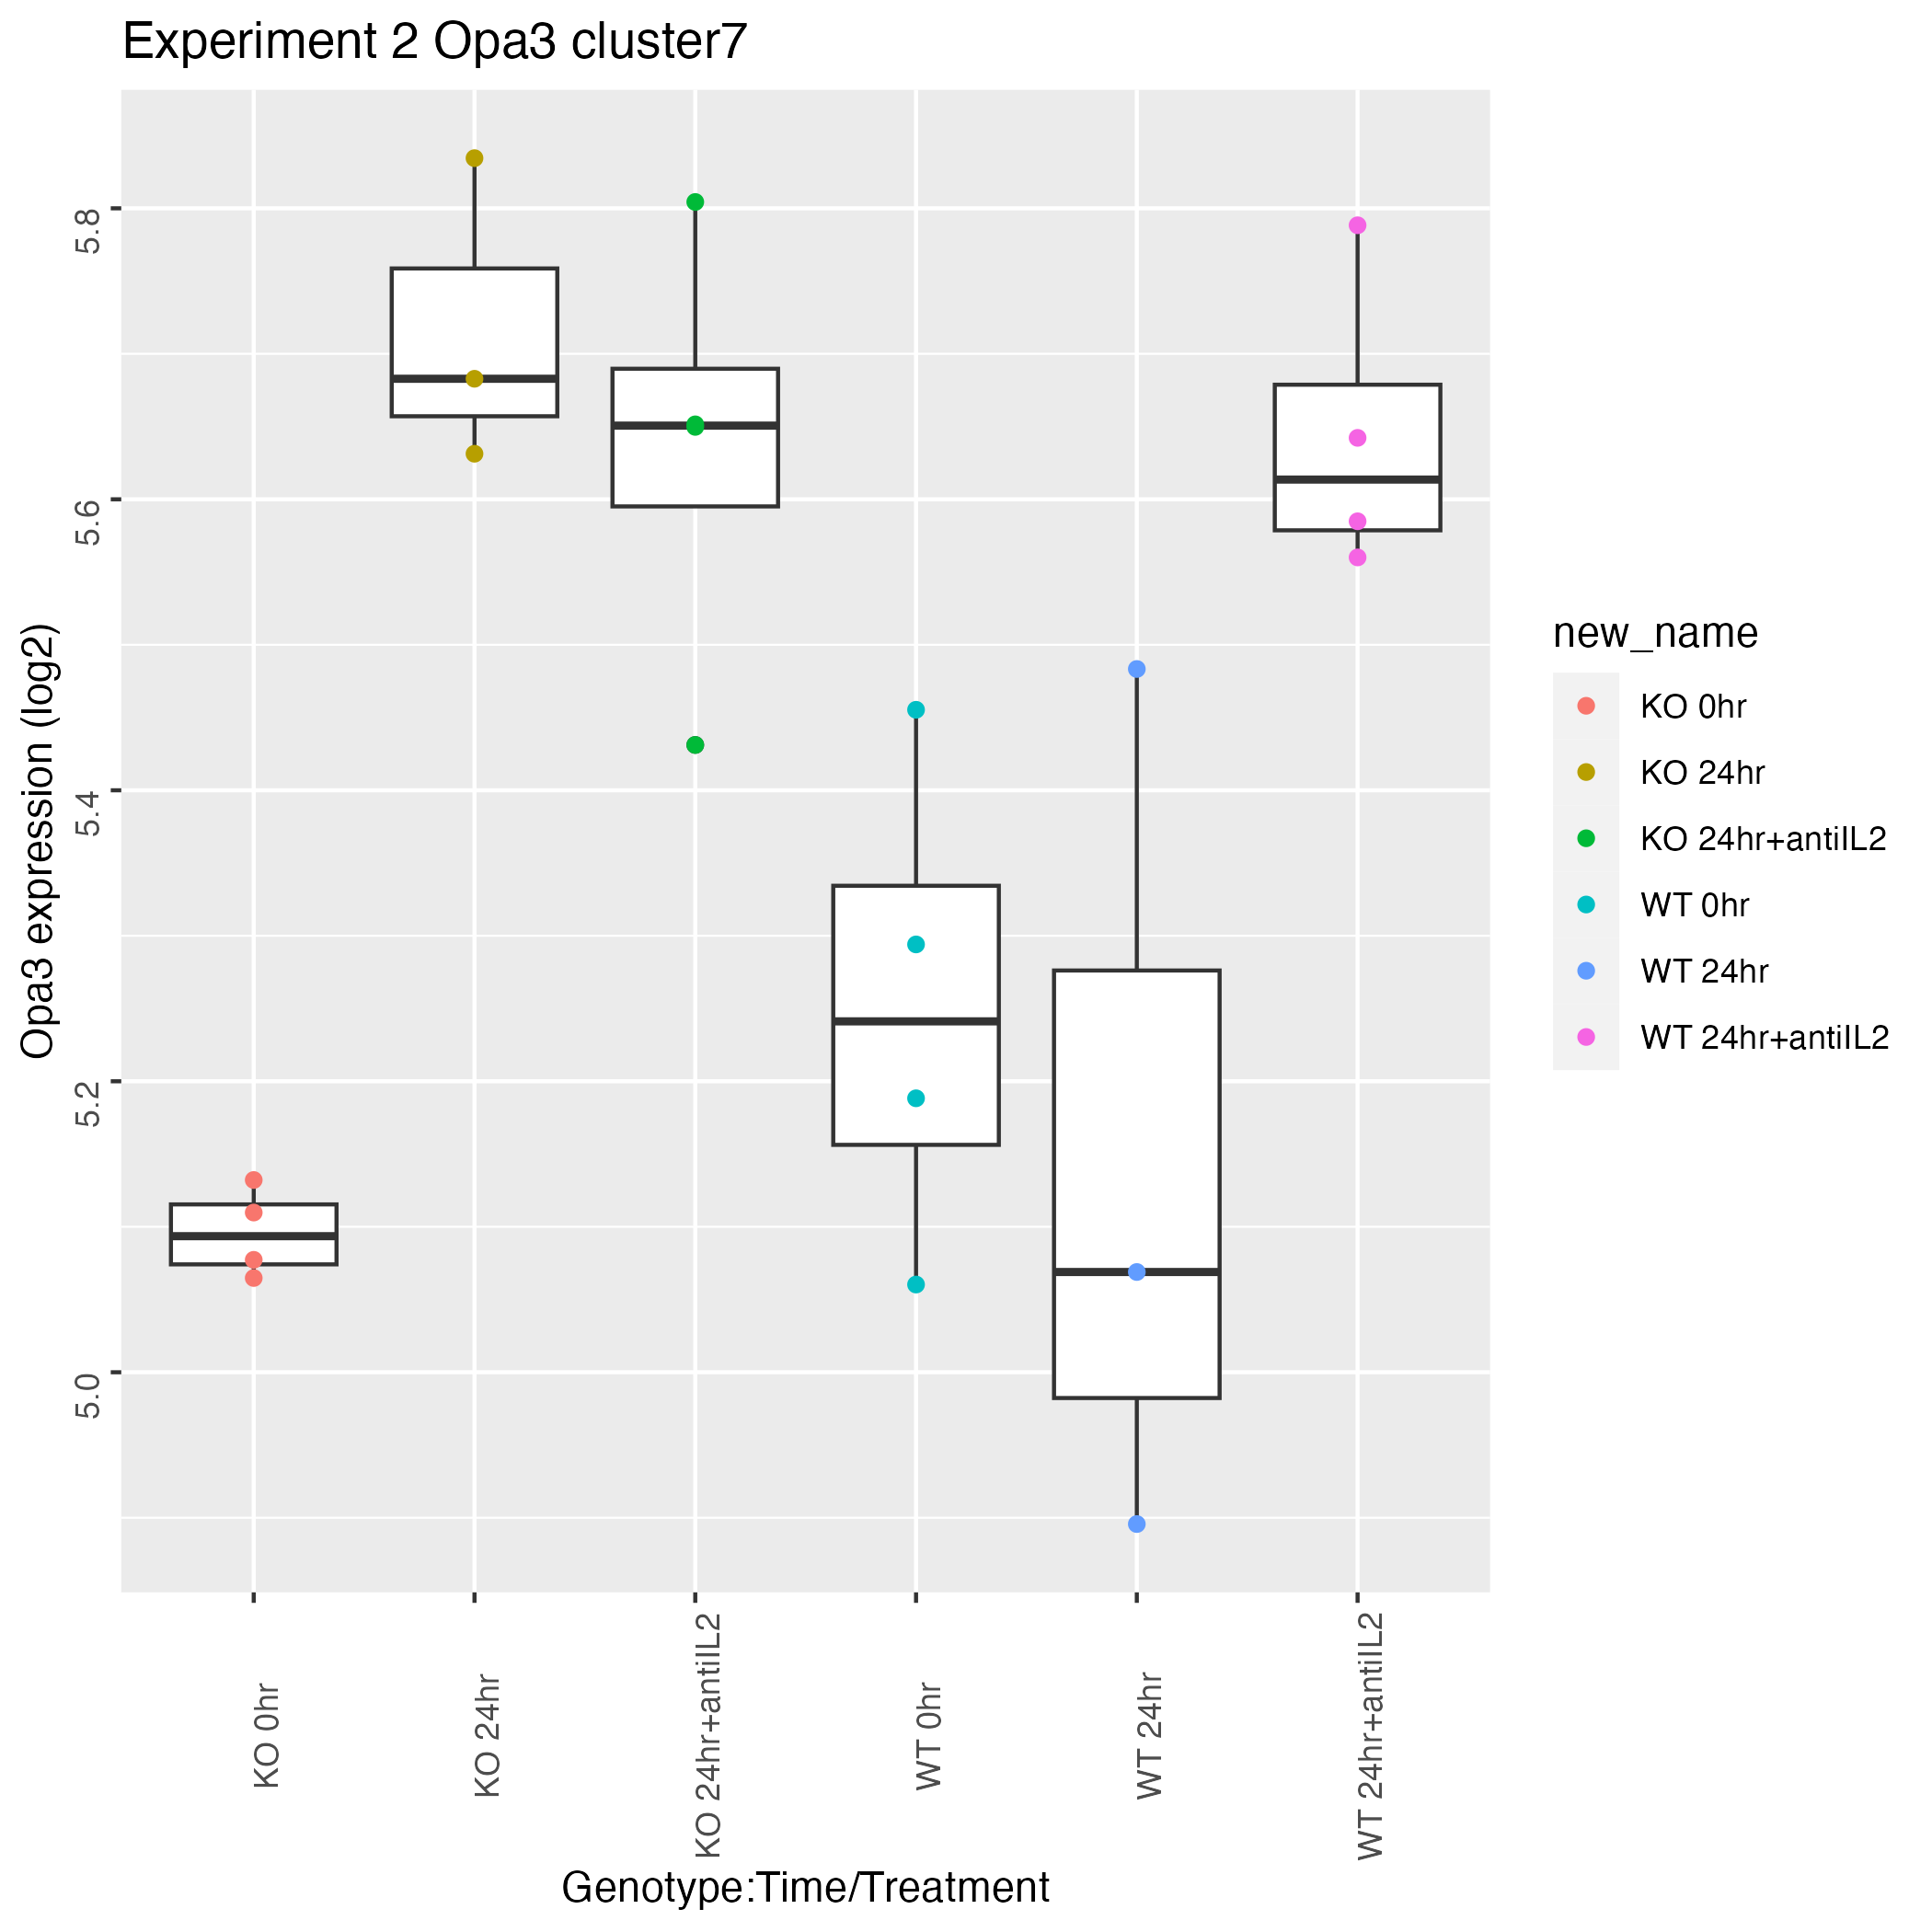 Experiment 2 Opa3 cluster7
Opa3 expression (log2)
5.8
5.6
5.4
5.2
5.0
KO 0hr
KO 24hr
KO 24hr+antiIL2
WT 0hr
WT 24hr
WT 24hr+antiIL2
Genotype:Time/Treatment
new_name
KO 0hr
KO 24hr
KO 24hr+antiIL2
WT 0hr
WT 24hr
WT 24hr+antiIL2